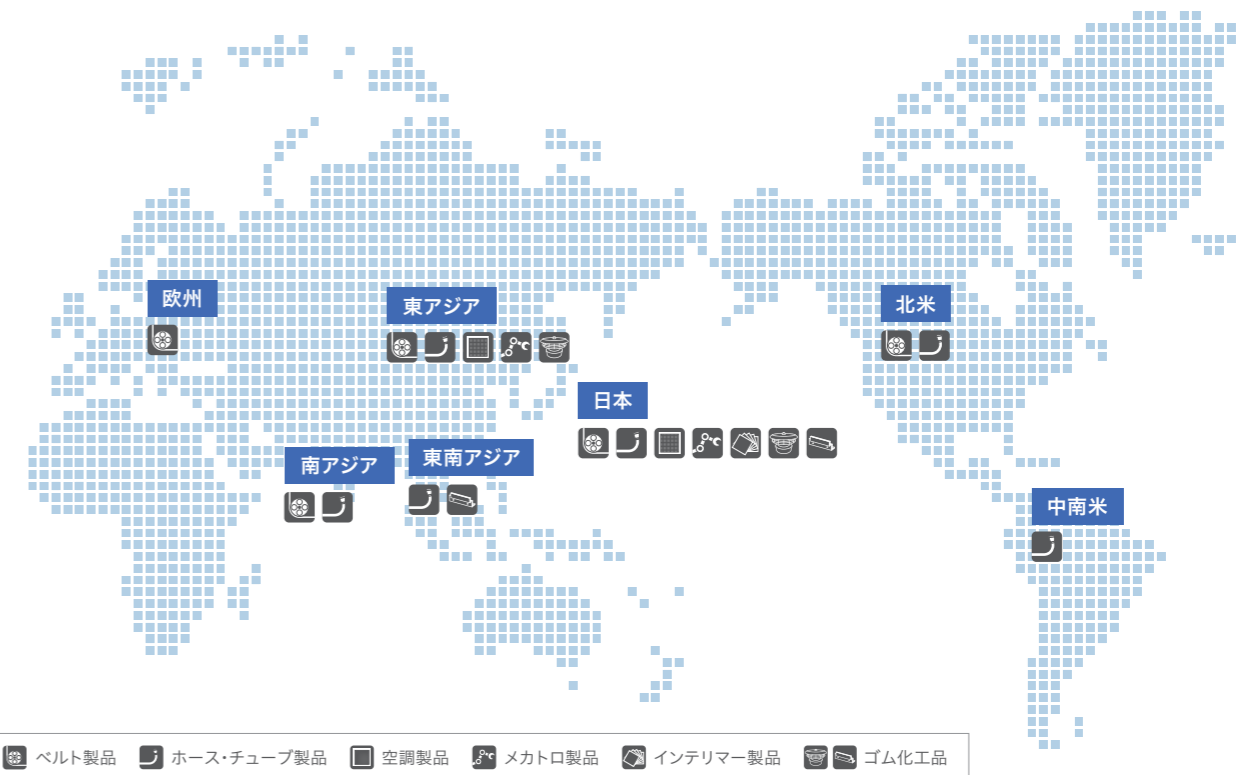 欧州
東アジア
北米
日本
南アジア
東南アジア
中南米
ベルト製品
ホース・チューブ製品
空調製品
メカトロ製品
インテリマー製品
ゴム化工品